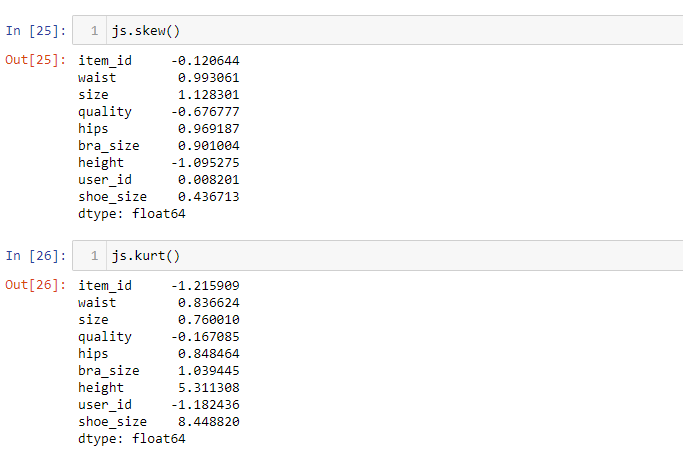 In [25]: 1 js.skew()
Out[25]: item_id -0.120644
waist 0.993061
size 1.128301
quality -0.676777
hips 0.969187
bra_size 0.901004
height -1.095275
user_id 0.008201
shoe_size 0.436713
dtype: float64
In [26]: 1 js.kurt()
Out[26]: item_id -1.215909
waist 0.836624
size 0.760010
quality -0.167085
hips 0.848464
bra_size 1.039445
height 5.311308
user_id -1.182436
shoe_size 8.448820
dtype: float64